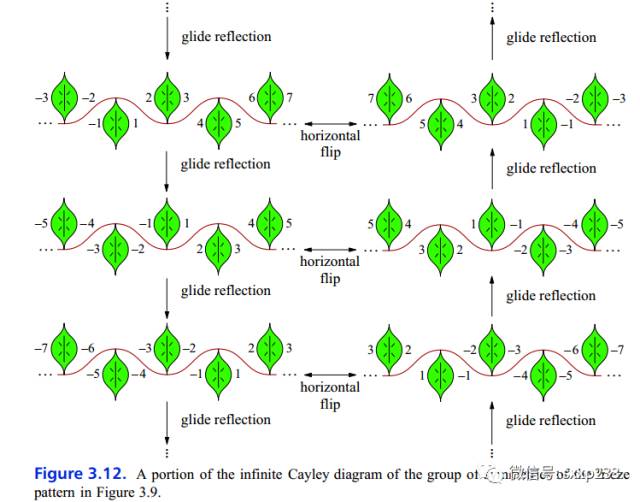 glide reflection glide reflection
−3 −2 2 3 6 7 7 6 3 2 −2 −3
−1 1 4 5 5 4 1 −1
horizontal
flip
glide reflection glide reflection
−5 −4 −1 1 4 5 5 4 1 −1 −4 −5
−3 −2 2 3 3 2 −2 −3
horizontal
flip
glide reflection glide reflection
−7 −6 −3 −2 2 3 3 2 −2 −3 −6 −7
−5 −4 −1 1 1 −1 −4 −5
horizontal
flip
glide reflection glide reflection
Figure 3.12. A portion of the infinite Cayley diagram of the group of
pattern in Figure 3.9.
微信号